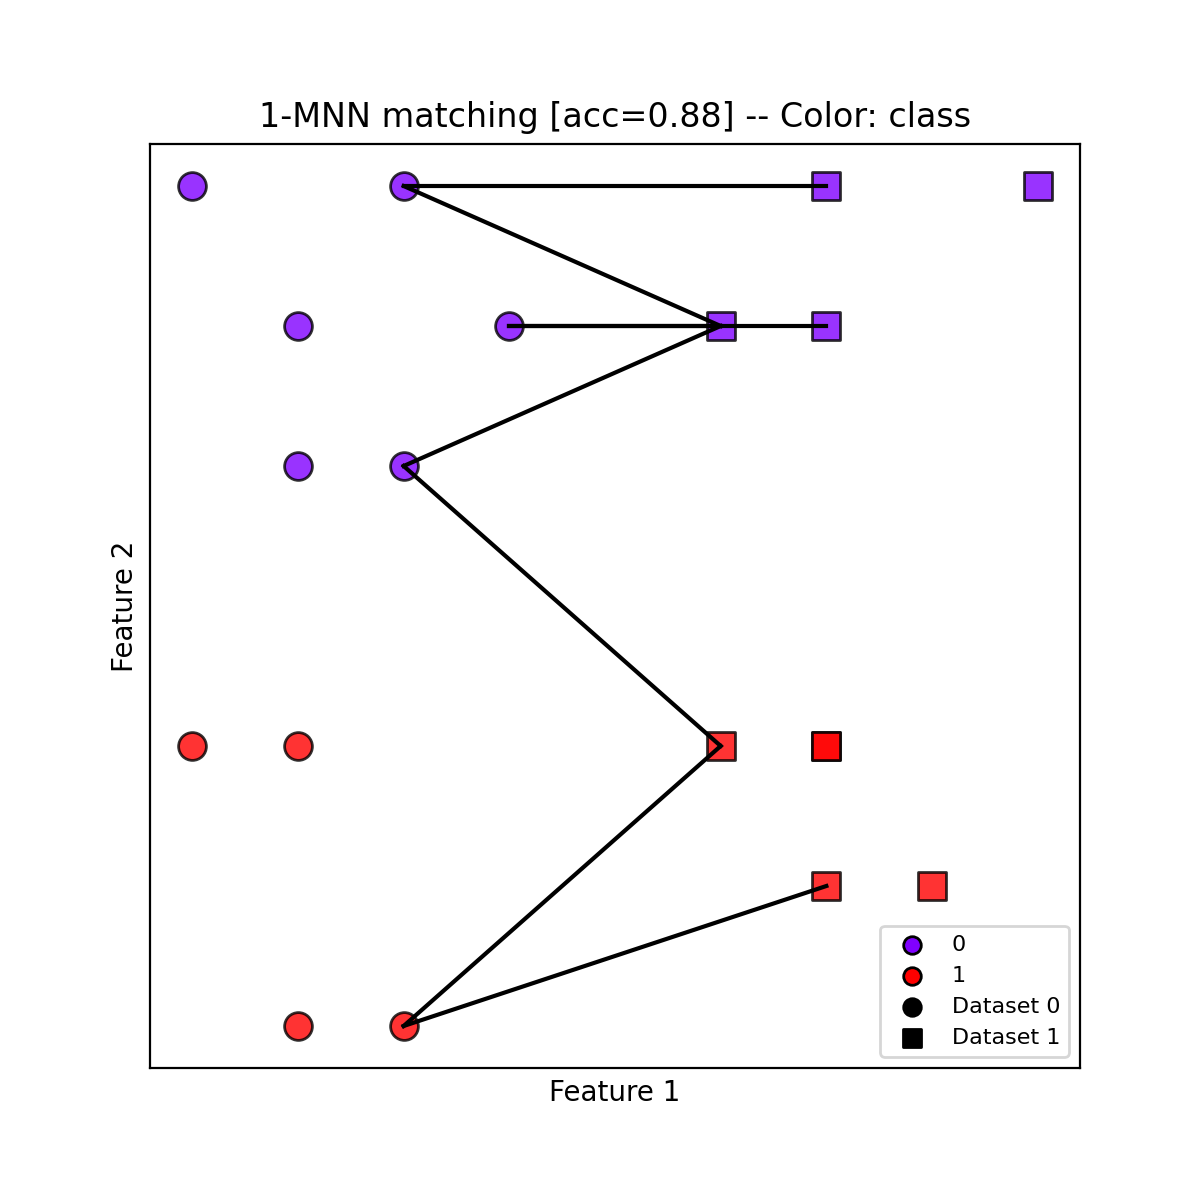 1-MNN matching [acc=0.88] -- Color: class
Feature 2
0
1
Dataset 0
Dataset 1
Feature 1